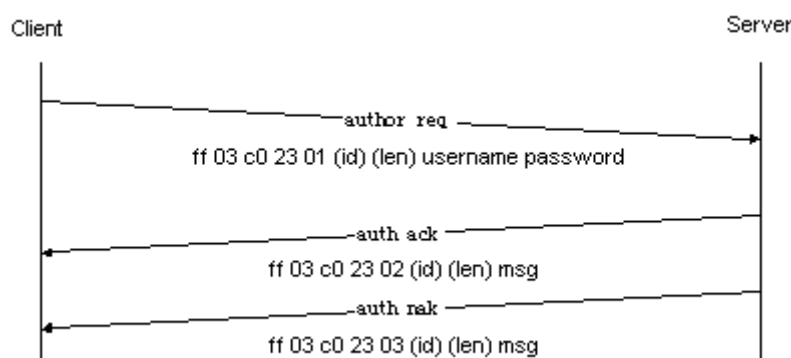 Client
Server
author req
ff 03 c0 23 01 (id) (len) username password
auth ack
ff 03 c0 23 02 (id) (len) msg
auth nak
ff 03 c0 23 03 (id) (len) msg